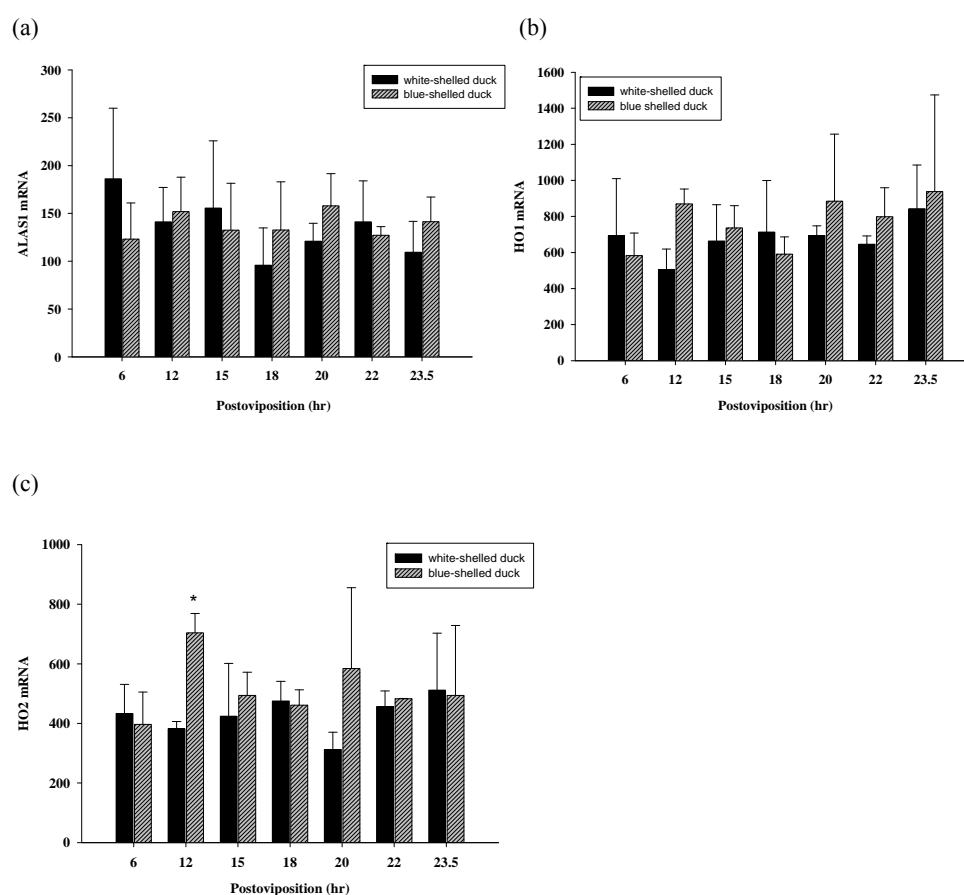 (a)
300
250
200
150
100
50
0
ALAS1 mRNA
white-shelled duck
blue-shelled duck
6 12 15 18 20 22 23.5
Postoviposition (hr)
(b)
1600
1400
1200
1000
800
600
400
200
0
HO1 mRNA
white-shelled duck
blue shelled duck
6 12 15 18 20 22 23.5
Postoviposition (hr)
(c)
1000
800
600
400
200
0
HO2 mRNA
white-shelled duck
blue-shelled duck
*
6 12 15 18 20 22 23.5
Postoviposition (hr)